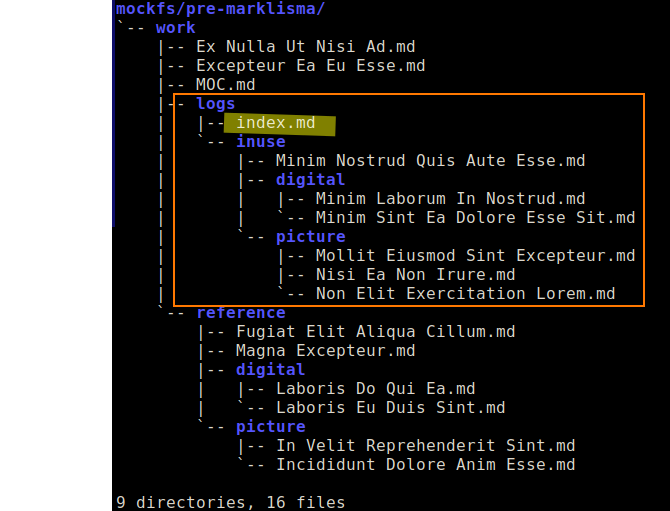 mockfs/pre-marklisma/
`-- work
    |-- Ex Nulla Ut Nisi Ad.md
    |-- Excepteur Ea Eu Esse.md
    |-- MOC.md
    |-- logs
    |   |-- index.md
    |   `-- inuse
    |       |-- Minim Nostrud Quis Aute Esse.md
    |       |-- digital
    |       |   |-- Minim Laborum In Nostrud.md
    |       |   `-- Minim Sint Ea Dolore Esse Sit.md
    |       `-- picture
    |           |-- Mollit Eiusmod Sint Excepteur.md
    |           |-- Nisi Ea Non Irure.md
    |           `-- Non Elit Exercitation Lorem.md
    `-- reference
        |-- Fugiat Elit Aliqua Cillum.md
        |-- Magna Excepteur.md
        |-- digital
        |   |-- Laboris Do Qui Ea.md
        |   `-- Laboris Eu Duis Sint.md
        `-- picture
            |-- In Velit Reprehenderit Sint.md
            `-- Incididunt Dolore Anim Esse.md

9 directories, 16 files